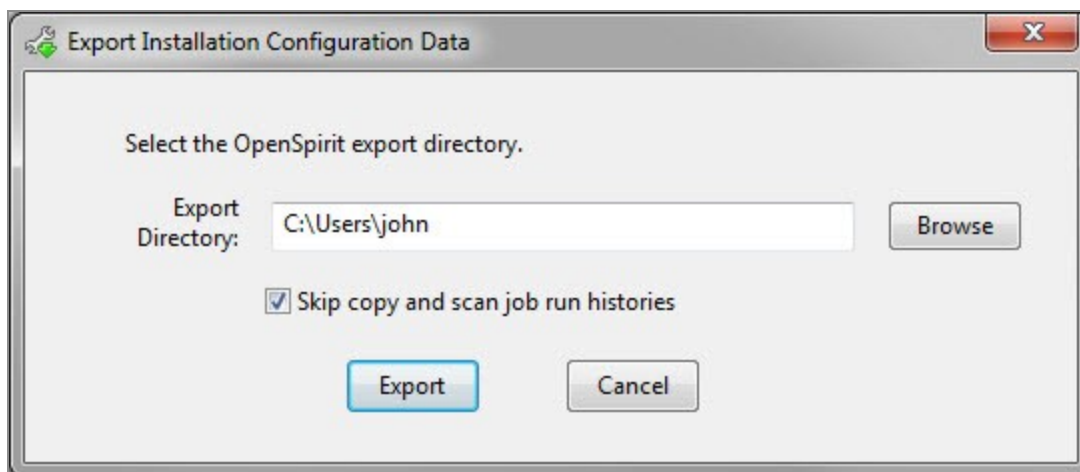 Export Installation Configuration Data
Select the OpenSpirit export directory.
Export
Directory:
C:\Users\john
Browse
Skip copy and scan job run histories
Export
Cancel